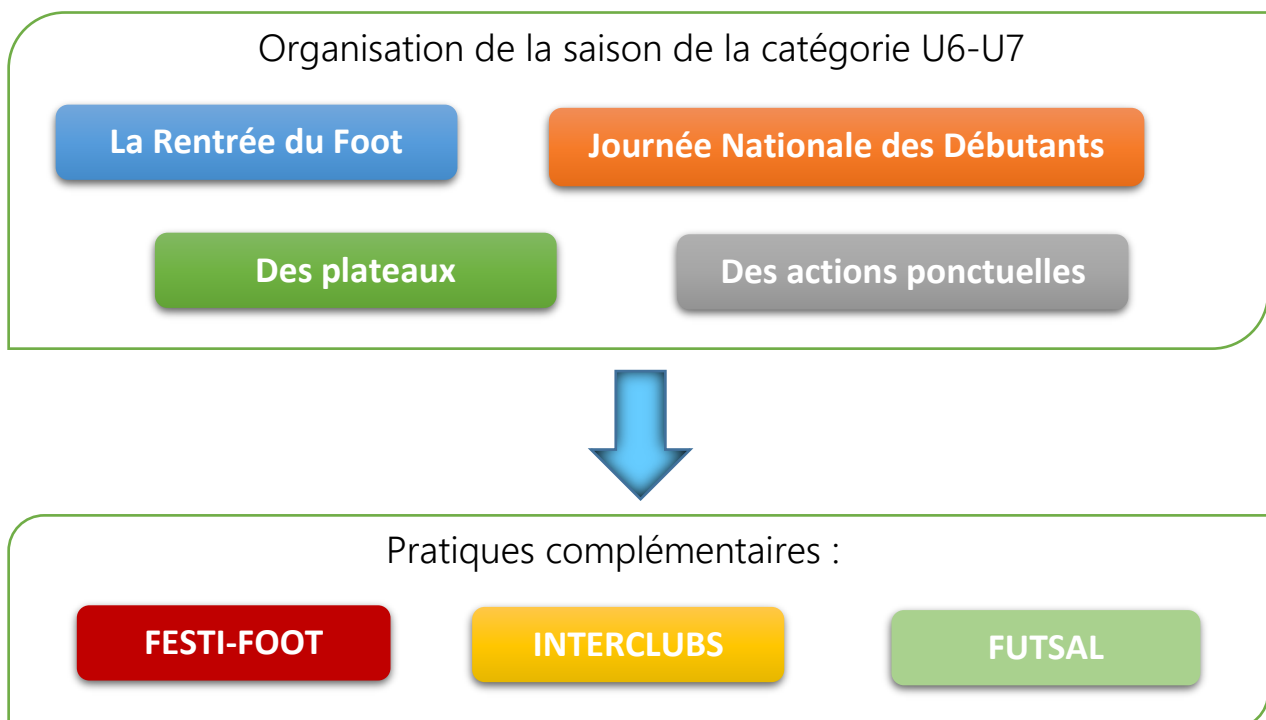 Organisation de la saison de la catégorie U6-U7
La Rentrée du Foot
Journée Nationale des Débutants
Des plateaux
Des actions ponctuelles
Pratiques complémentaires :
FESTI-FOOT
INTERCLUBS
FUTSAL